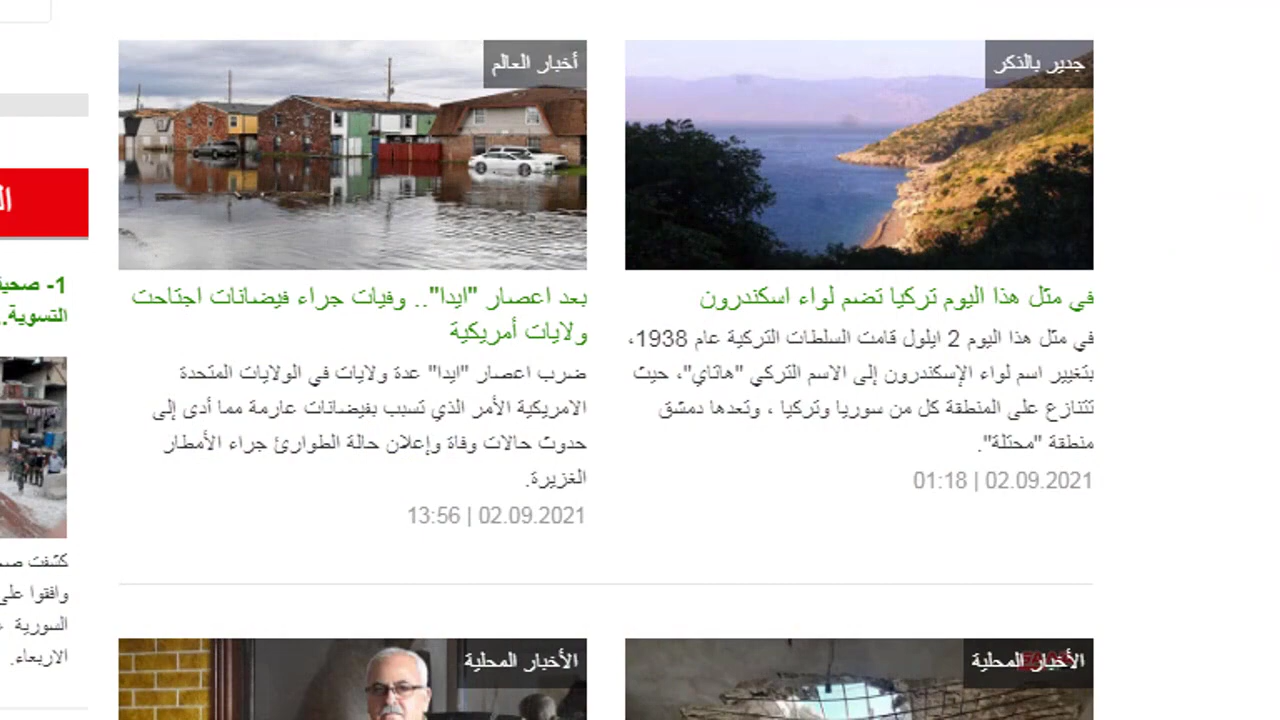 جدير بالذكر
في مثل هذا اليوم تركيا تضم لواء اسكندرون
في مثل هذا اليوم 2 ايلول قامت السلطات التركية عام 1938،
بتغيير اسم لواء الإسكندرون إلى الاسم التركي "هاتاي"، حيث
تتنازع على المنطقة كل من سوريا وتركيا ، وتعدها دمشق
منطقة "محتلة".
01:18 | 02.09.2021
أخبار العالم
بعد اعصار "ايدا".. وفيات جراء فيضانات اجتاحت
ولايات أمريكية
ضرب اعصار "ايدا" عدة ولايات في الولايات المتحدة
الامريكية الأمر الذي تسبب بفيضانات عارمة مما أدى إلى
حدوث حالات وفاة وإعلان حالة الطوارئ جراء الأمطار
الغزيرة.
13:56 | 02.09.2021
الأخبار المحلية
الأخبار المحلية
1-
التسوية..
كشفت
وافقوا على
السورية
الاربعاء.